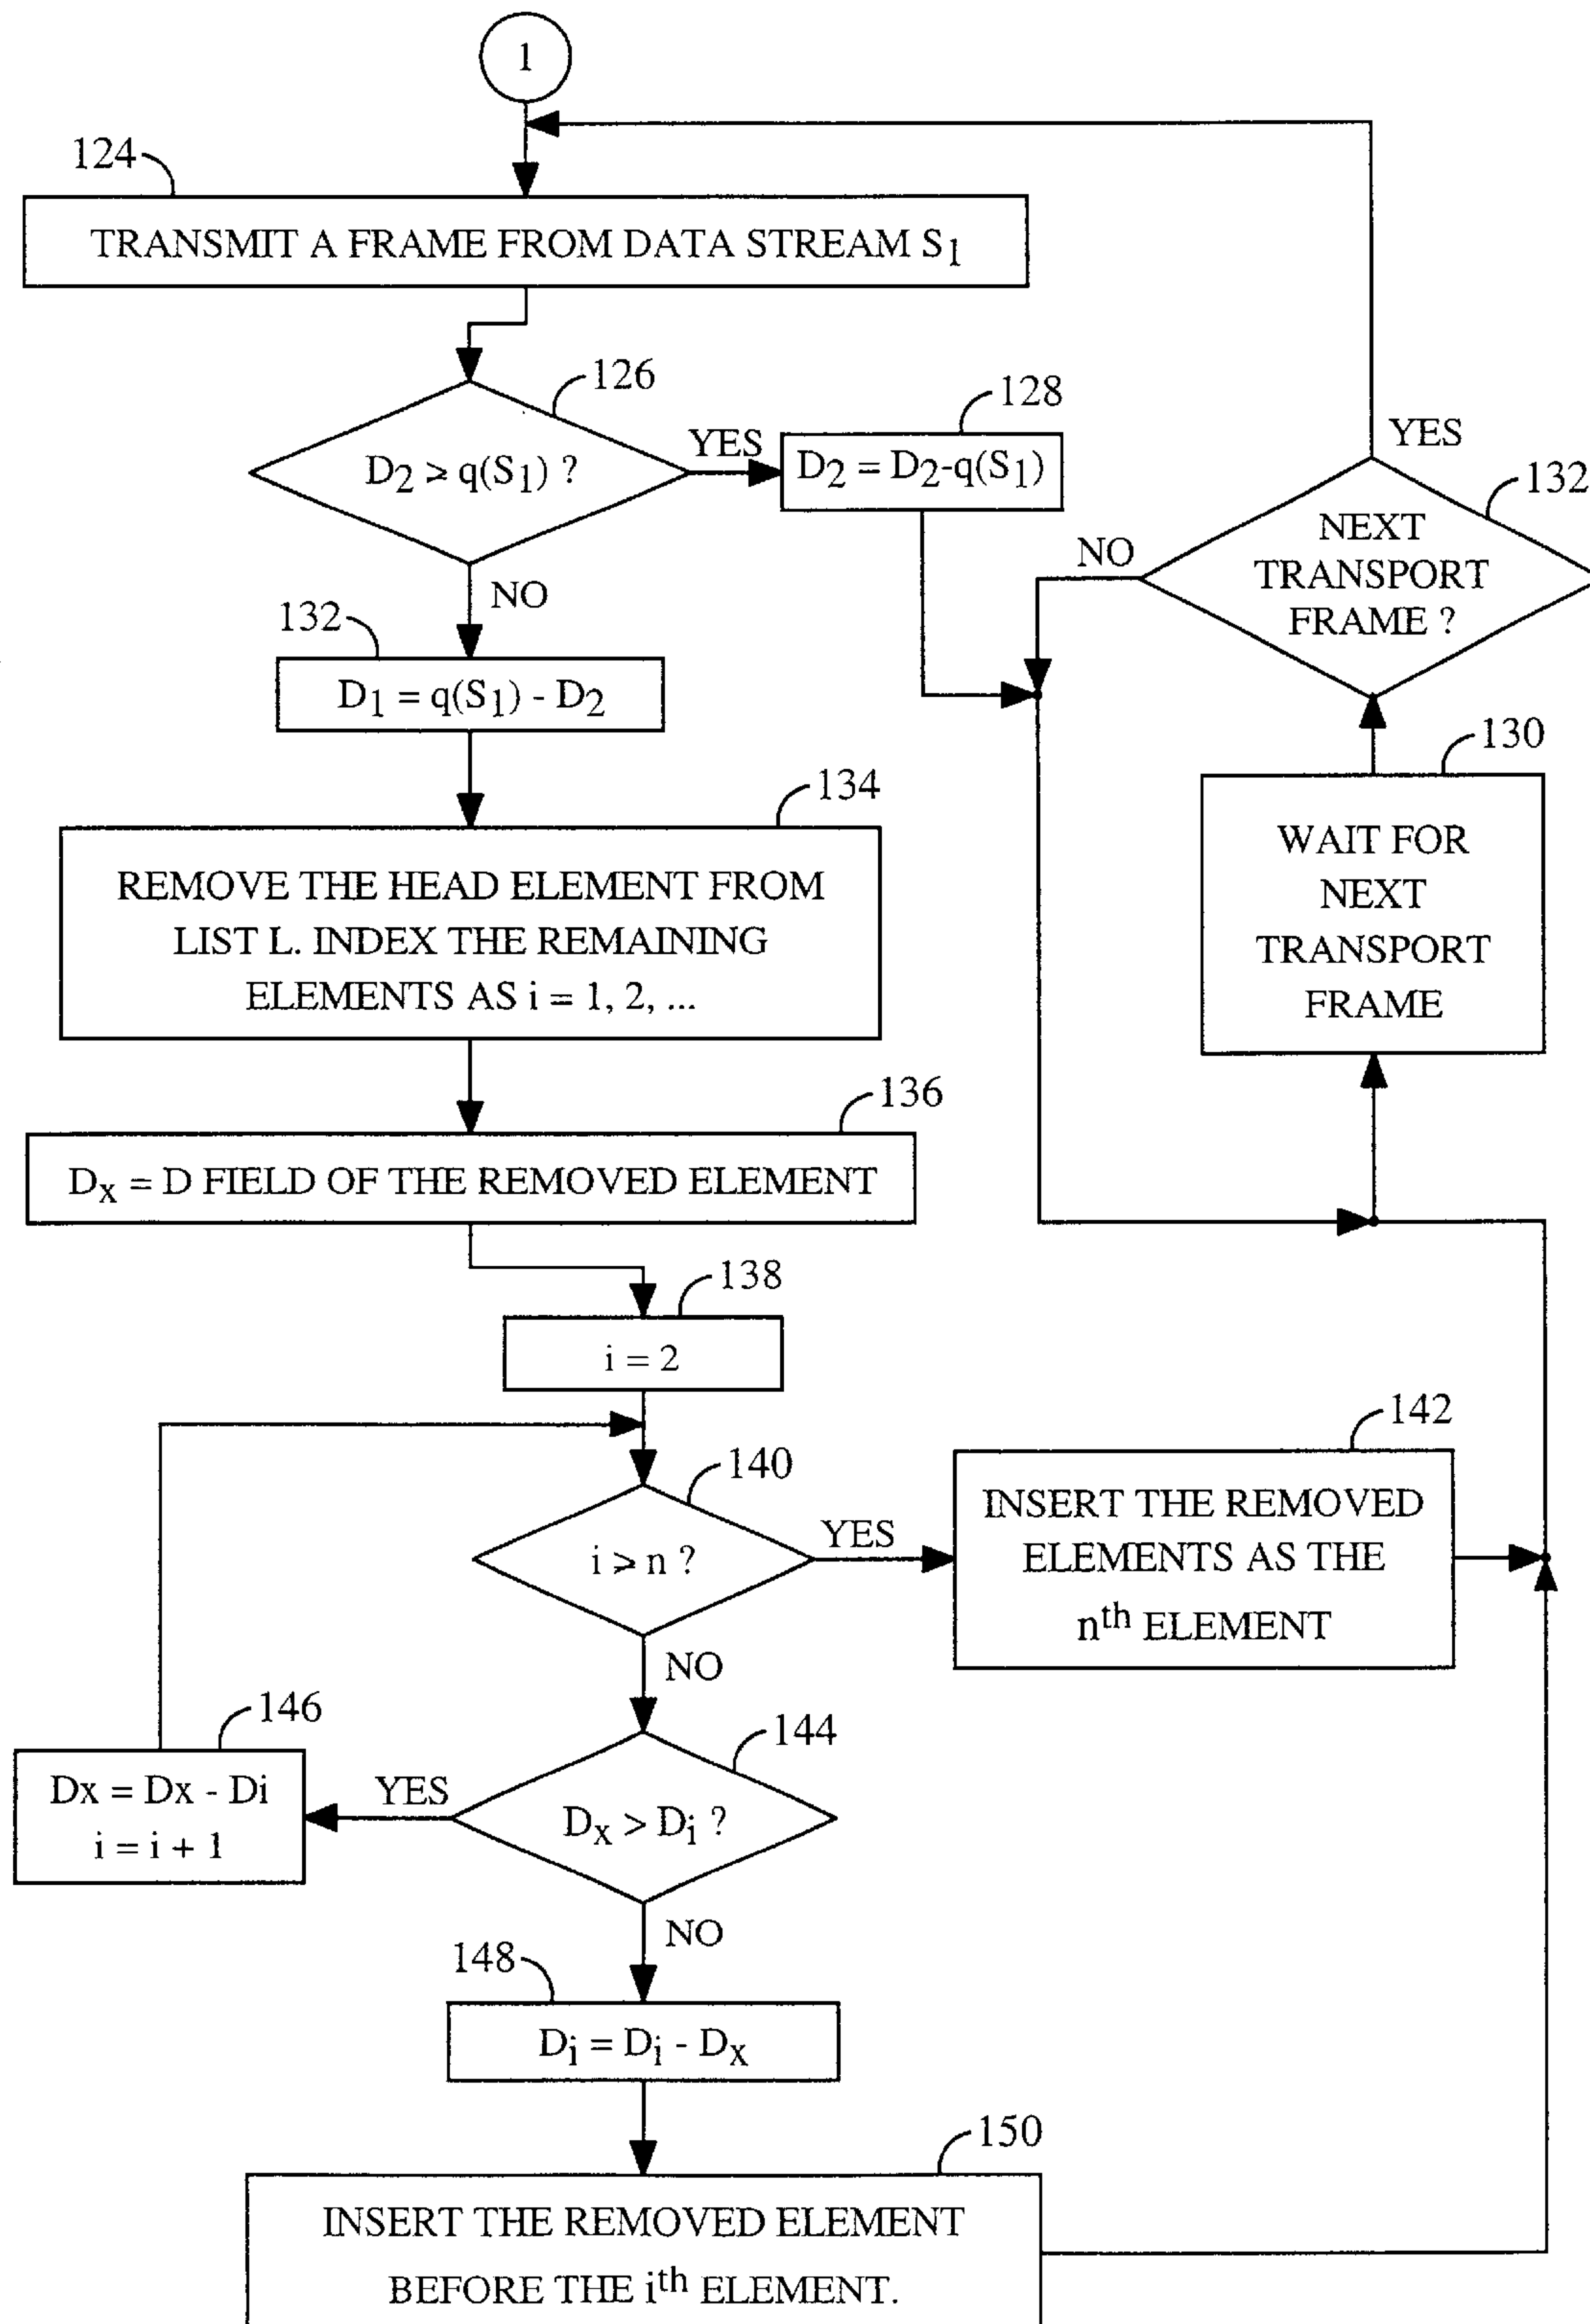 1
124
TRANSMIT A FRAME FROM DATA STREAM S1
126
D2 > q(S1) ?
YES
128
D2 = D2-q(S1)
YES
132
NEXT
TRANSPORT
FRAME ?
NO
NO
132
D1 = q(S1) - D2
130
WAIT FOR
NEXT
TRANSPORT
FRAME
134
REMOVE THE HEAD ELEMENT FROM
LIST L. INDEX THE REMAINING
ELEMENTS AS i = 1, 2, ...
136
Dx = D FIELD OF THE REMOVED ELEMENT
138
i = 2
140
i > n ?
YES
142
INSERT THE REMOVED
ELEMENTS AS THE
nth ELEMENT
NO
144
Dx > Di ?
YES
146
Dx = Dx - Di
i = i + 1
NO
148
Di = Di - Dx
150
INSERT THE REMOVED ELEMENT
BEFORE THE ith ELEMENT.